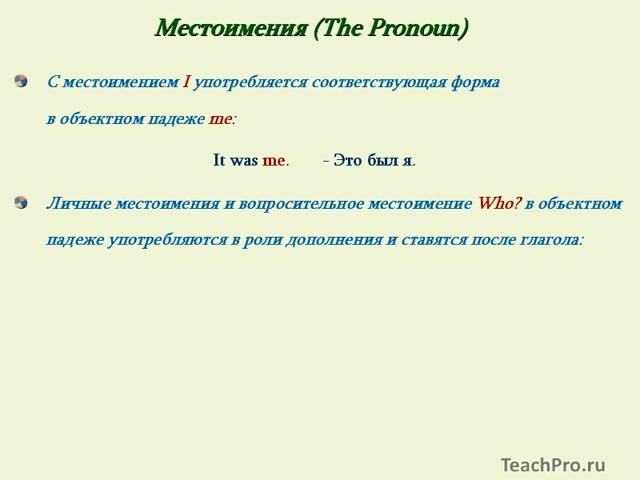 Местоимения (The Pronoun)
С местоимением I употребляется соответствующая форма
в объектном падеже me:
It was me. - Это был я.
Личные местоимения и вопросительное местоимение Who? в объектном
падеже употребляются в роли дополнения и ставятся после глагола:
TeachPro.ru